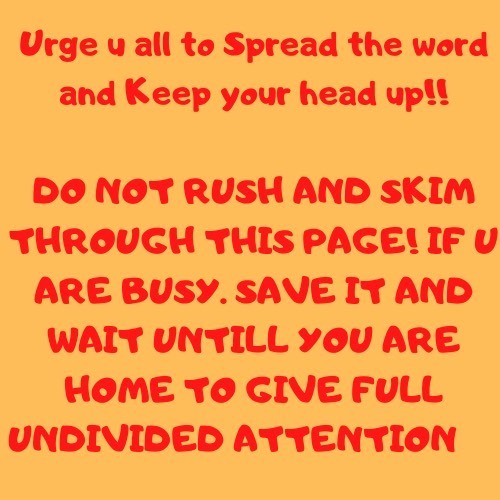 Urge u all to Spread the word
and Keep your head up!!
DO NOT RUSH AND SKIM
THROUGH THIS PAGE! IF U
ARE BUSY. SAVE IT AND
WAIT UNTILL YOU ARE
HOME TO GIVE FULL
UNDIVIDED ATTENTION